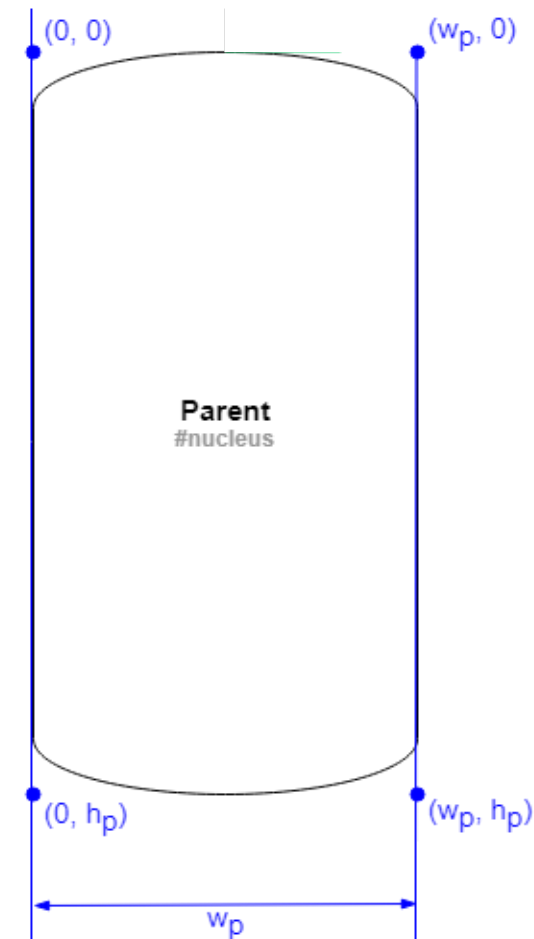 (0, 0)
(wp, 0)
Parent
#nucleus
(0, hp)
(wp, hp)
wp